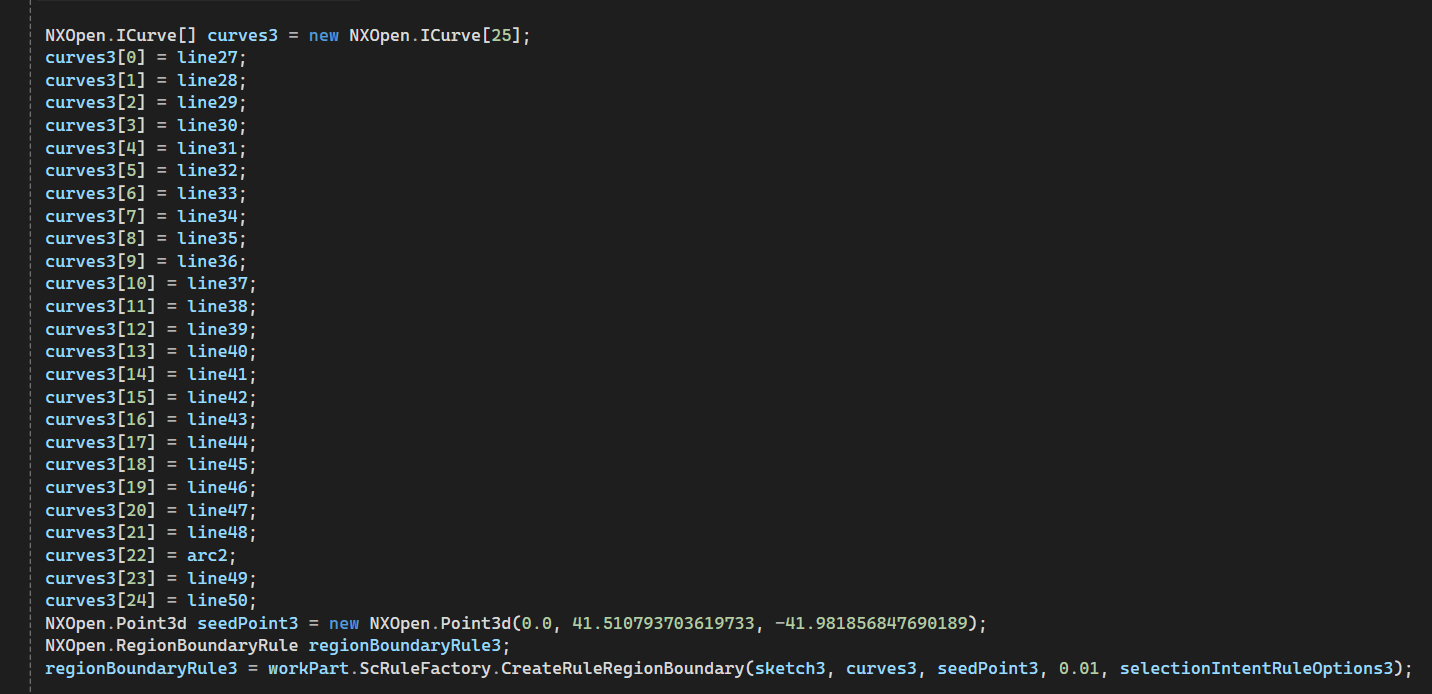 NXOpen.ICurve[] curves3 = new NXOpen.ICurve[25];
curves3[0] = line27;
curves3[1] = line28;
curves3[2] = line29;
curves3[3] = line30;
curves3[4] = line31;
curves3[5] = line32;
curves3[6] = line33;
curves3[7] = line34;
curves3[8] = line35;
curves3[9] = line36;
curves3[10] = line37;
curves3[11] = line38;
curves3[12] = line39;
curves3[13] = line40;
curves3[14] = line41;
curves3[15] = line42;
curves3[16] = line43;
curves3[17] = line44;
curves3[18] = line45;
curves3[19] = line46;
curves3[20] = line47;
curves3[21] = line48;
curves3[22] = arc2;
curves3[23] = line49;
curves3[24] = line50;
NXOpen.Point3d seedPoint3 = new NXOpen.Point3d(0.0, 41.510793703619733, -41.981856847690189);
NXOpen.RegionBoundaryRule regionBoundaryRule3;
regionBoundaryRule3 = workPart.ScRuleFactory.CreateRuleRegionBoundary(sketch3, curves3, seedPoint3, 0.01, selectionIntentRuleOptions3);